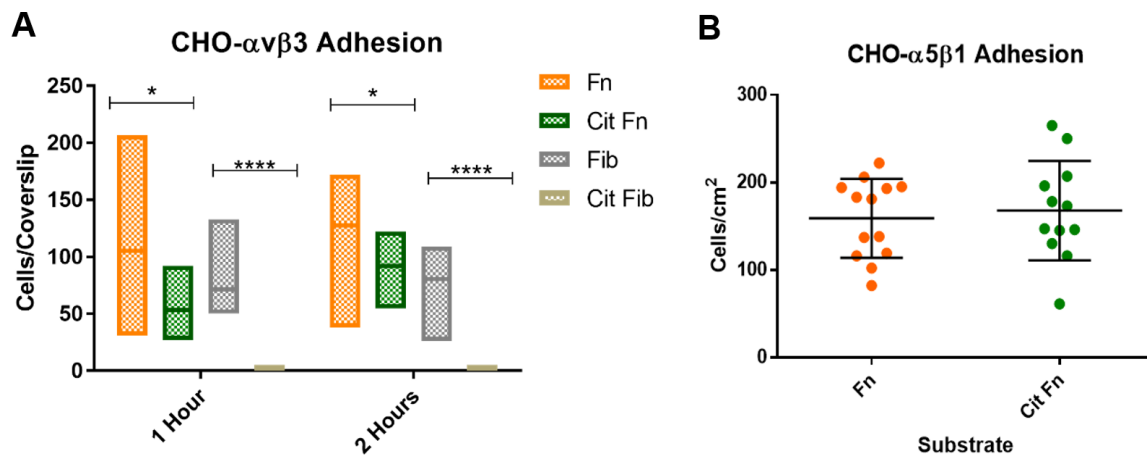 A
CHO-αvβ3 Adhesion
Cells/Coverslip
250
200
150
100
50
0
*
****
*
****
1 Hour
2 Hours
Fn
Cit Fn
Fib
Cit Fib
B
CHO-α5β1 Adhesion
Cells/cm²
300
200
100
0
Fn
Cit Fn
Substrate